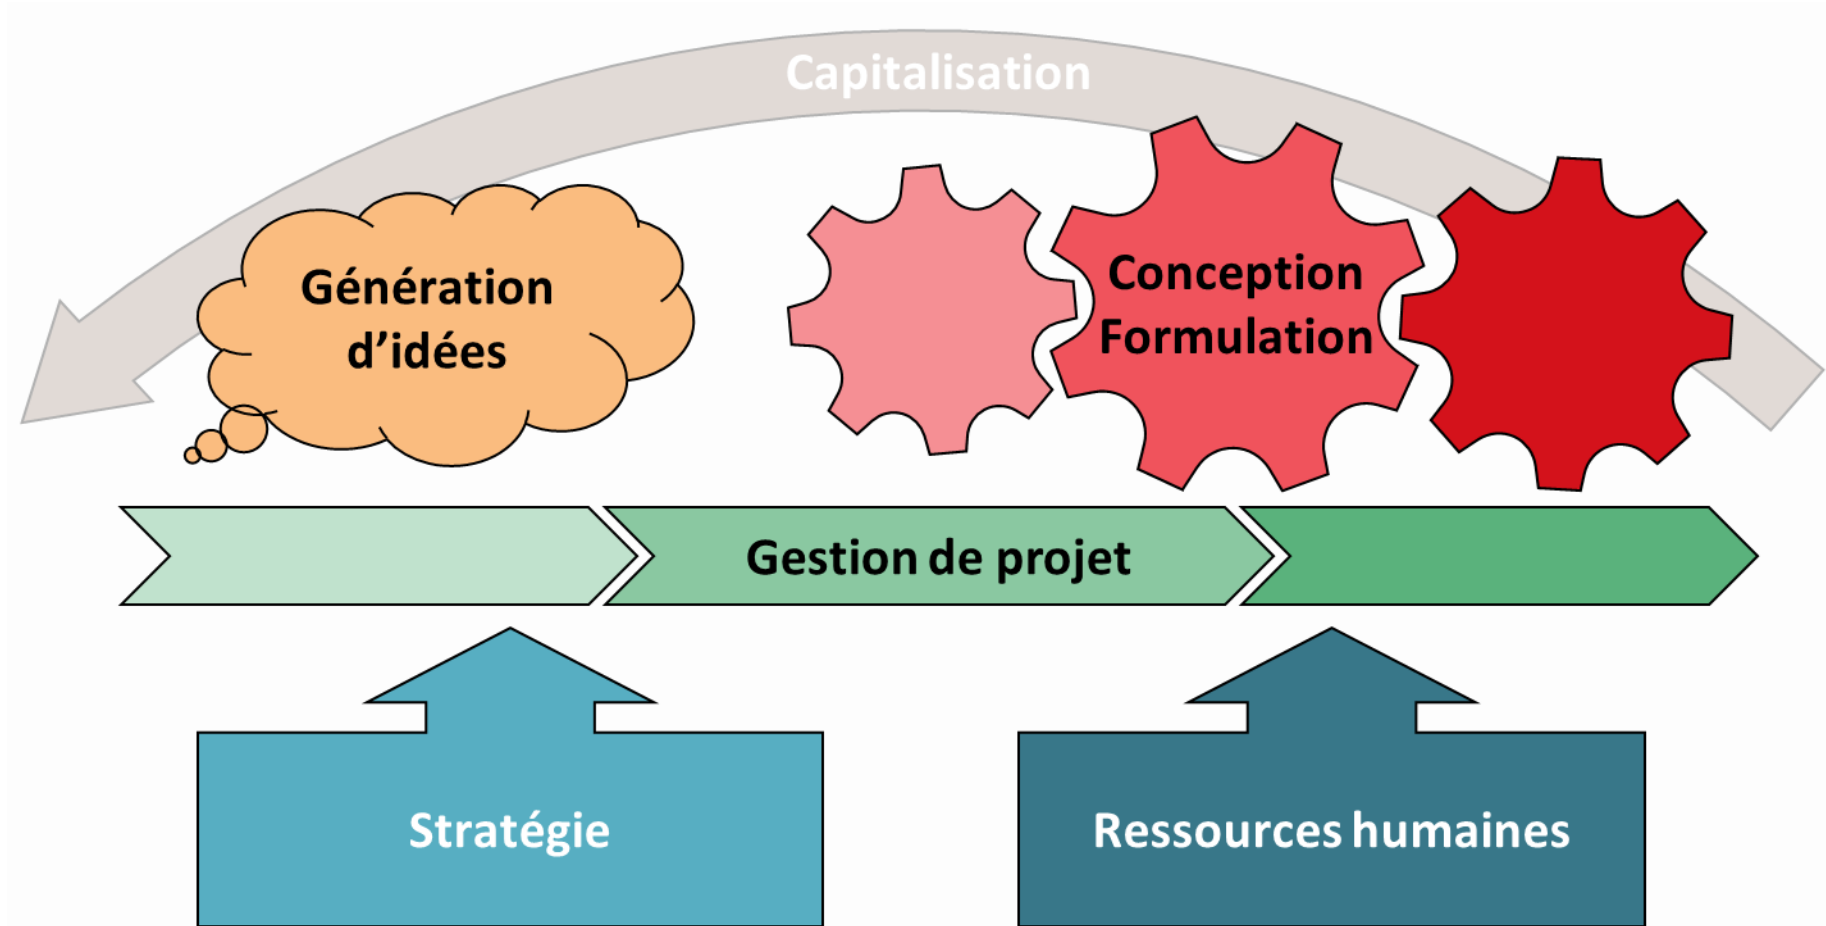 Capitalisation
Génération
d’idées
Conception
Formulation
Gestion de projet
Stratégie
Ressources humaines